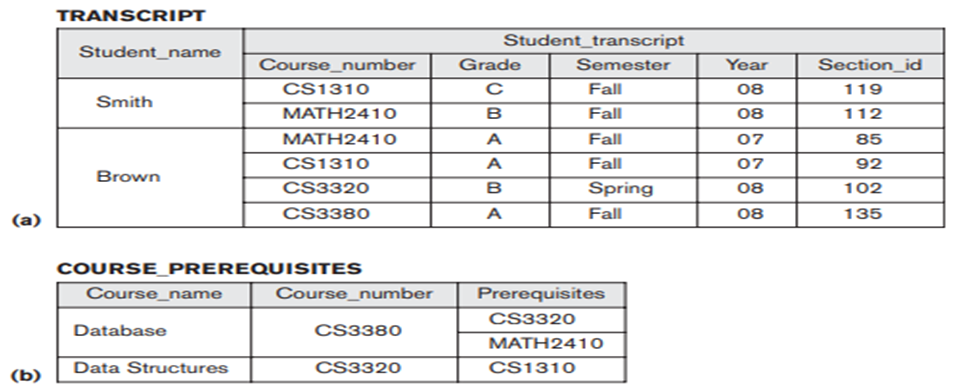 TRANSCRIPT
Student_name Student_transcript
Course_number Grade Semester Year Section_id
Smith CS1310 C Fall 08 119
MATH2410 B Fall 08 112
Brown MATH2410 A Fall 07 85
CS1310 A Fall 07 92
CS3320 B Spring 08 102
(a) CS3380 A Fall 08 135
COURSE_PREREQUISITES
Course_name Course_number Prerequisites
Database CS3380 CS3320
MATH2410
(b) Data Structures CS3320 CS1310